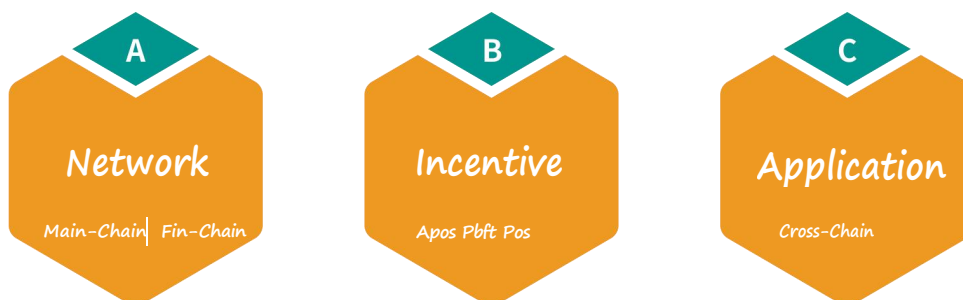 A
Network
Main-Chain| Fin-Chain
B
Incentive
Apos Pbft Pos
C
Application
Cross-Chain